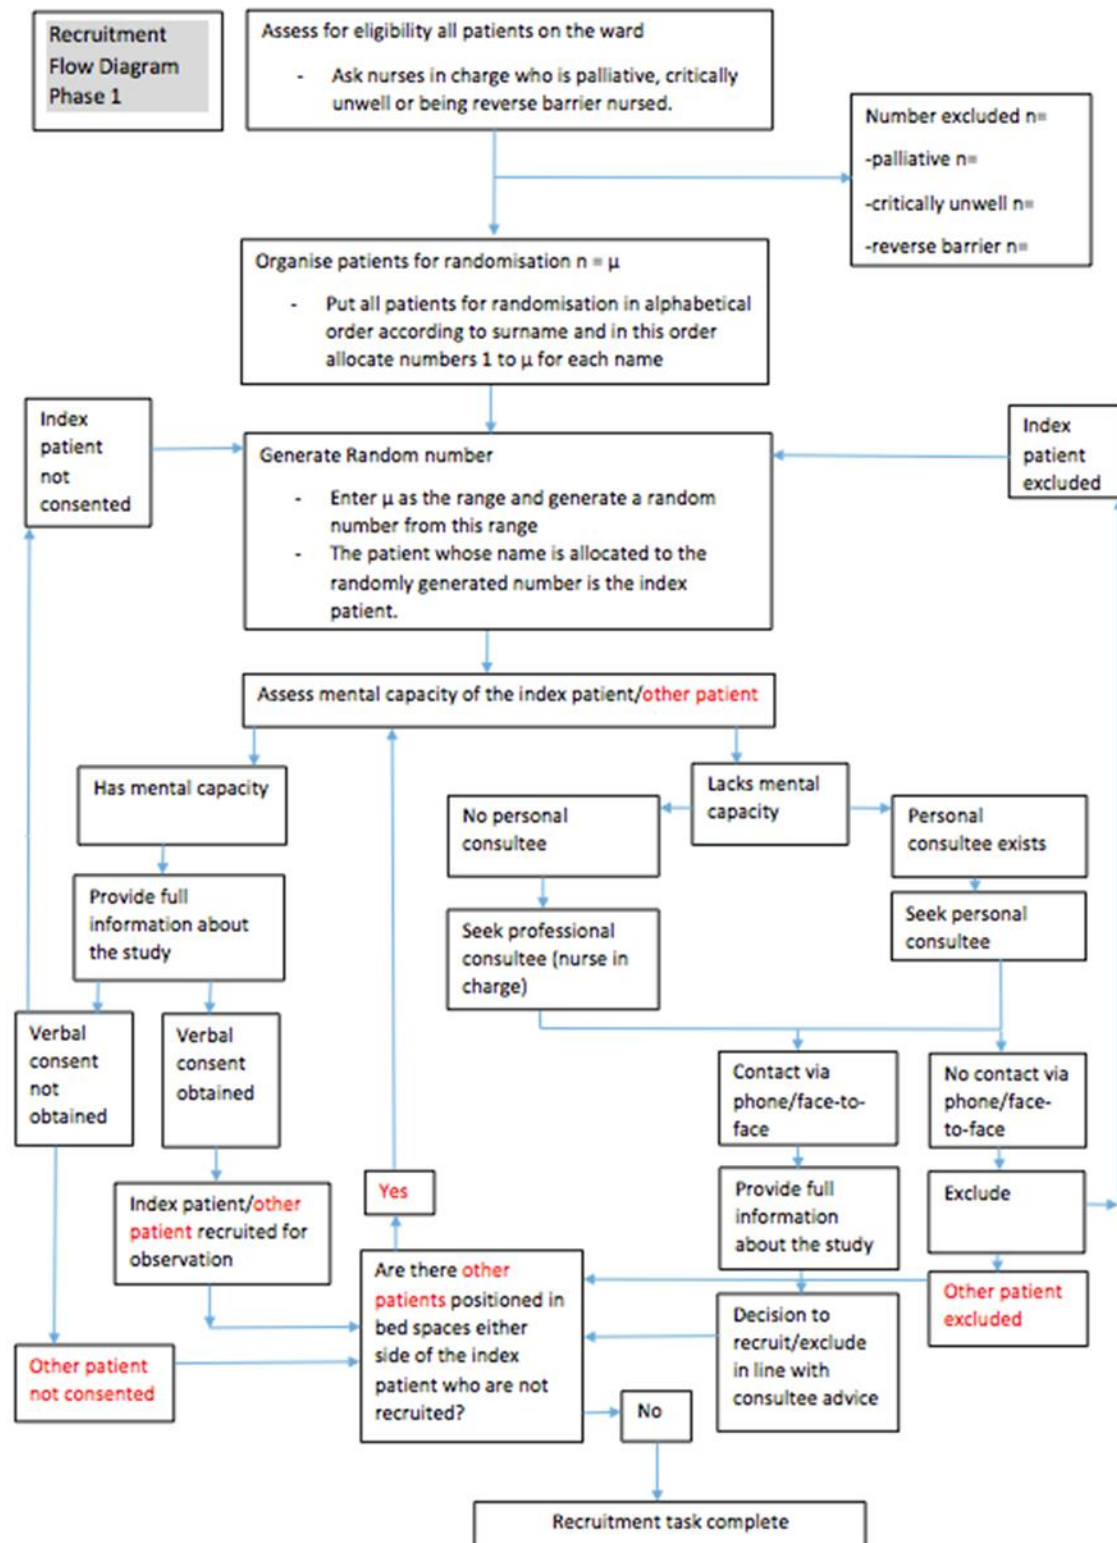 Recruitment
Flow Diagram
Phase 1
Assess for eligibility all patients on the ward
- Ask nurses in charge who is palliative, critically
unwell or being reverse barrier nursed.
Number excluded n=
-palliative n=
-critically unwell n=
-reverse barrier n=
Organise patients for randomisation n = μ
- Put all patients for randomisation in alphabetical
order according to surname and in this order
allocate numbers 1 to μ for each name
Index
patient
not
consented
Generate Random number
- Enter μ as the range and generate a random
number from this range
- The patient whose name is allocated to the
randomly generated number is the index
patient.
Index
patient
excluded
Assess mental capacity of the index patient/other patient
Has mental capacity
Lacks mental
capacity
No personal
consultee
Personal
consultee exists
Provide full
information about
the study
Seek professional
consultee (nurse in
charge)
Seek personal
consultee
Verbal
consent
not
obtained
Verbal
consent
obtained
Contact via
phone/face-to-
face
No contact via
phone/face-
to-face
Index patient/other
patient recruited for
observation
Yes
Provide full
information
about the study
Exclude
Are there other
patients positioned in
bed spaces either
side of the index
patient who are not
recruited?
Other patient
excluded
Decision to
recruit/exclude
in line with
consultee advice
Other patient
not consented
No
Recruitment task complete